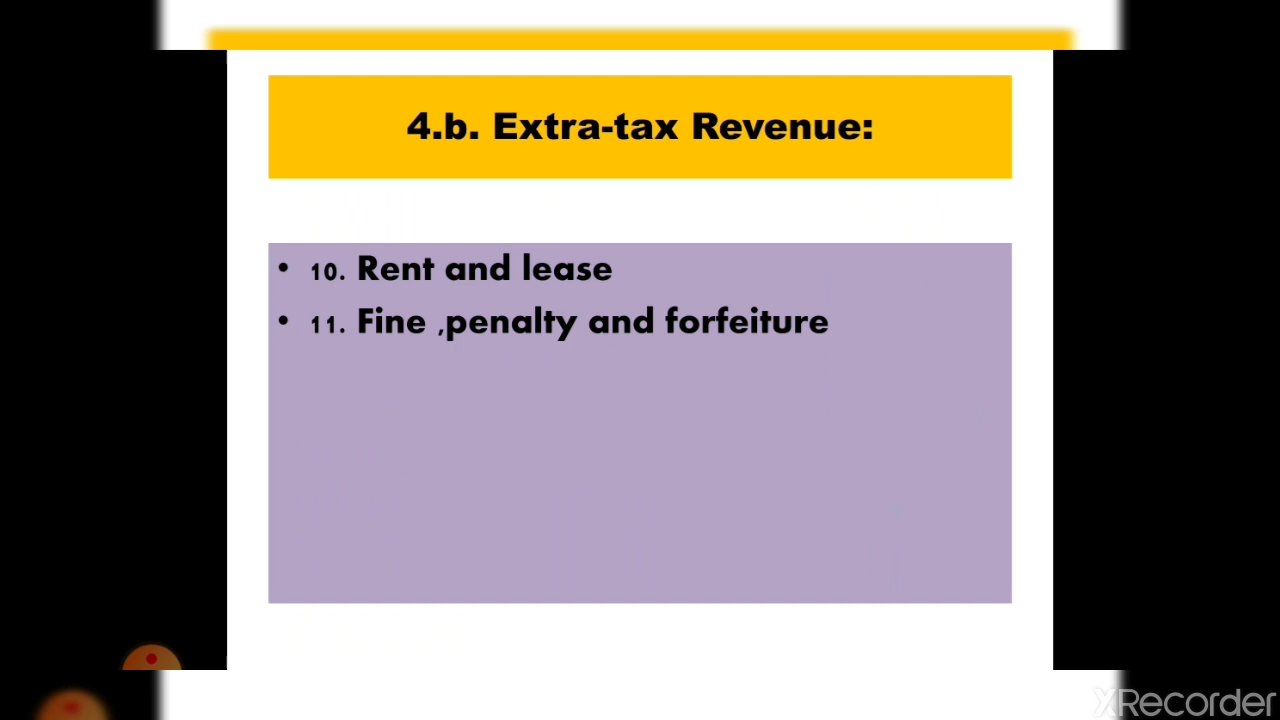 4.b. Extra-tax Revenue:
• 10. Rent and lease
• 11. Fine ,penalty and forfeiture
XRecorder